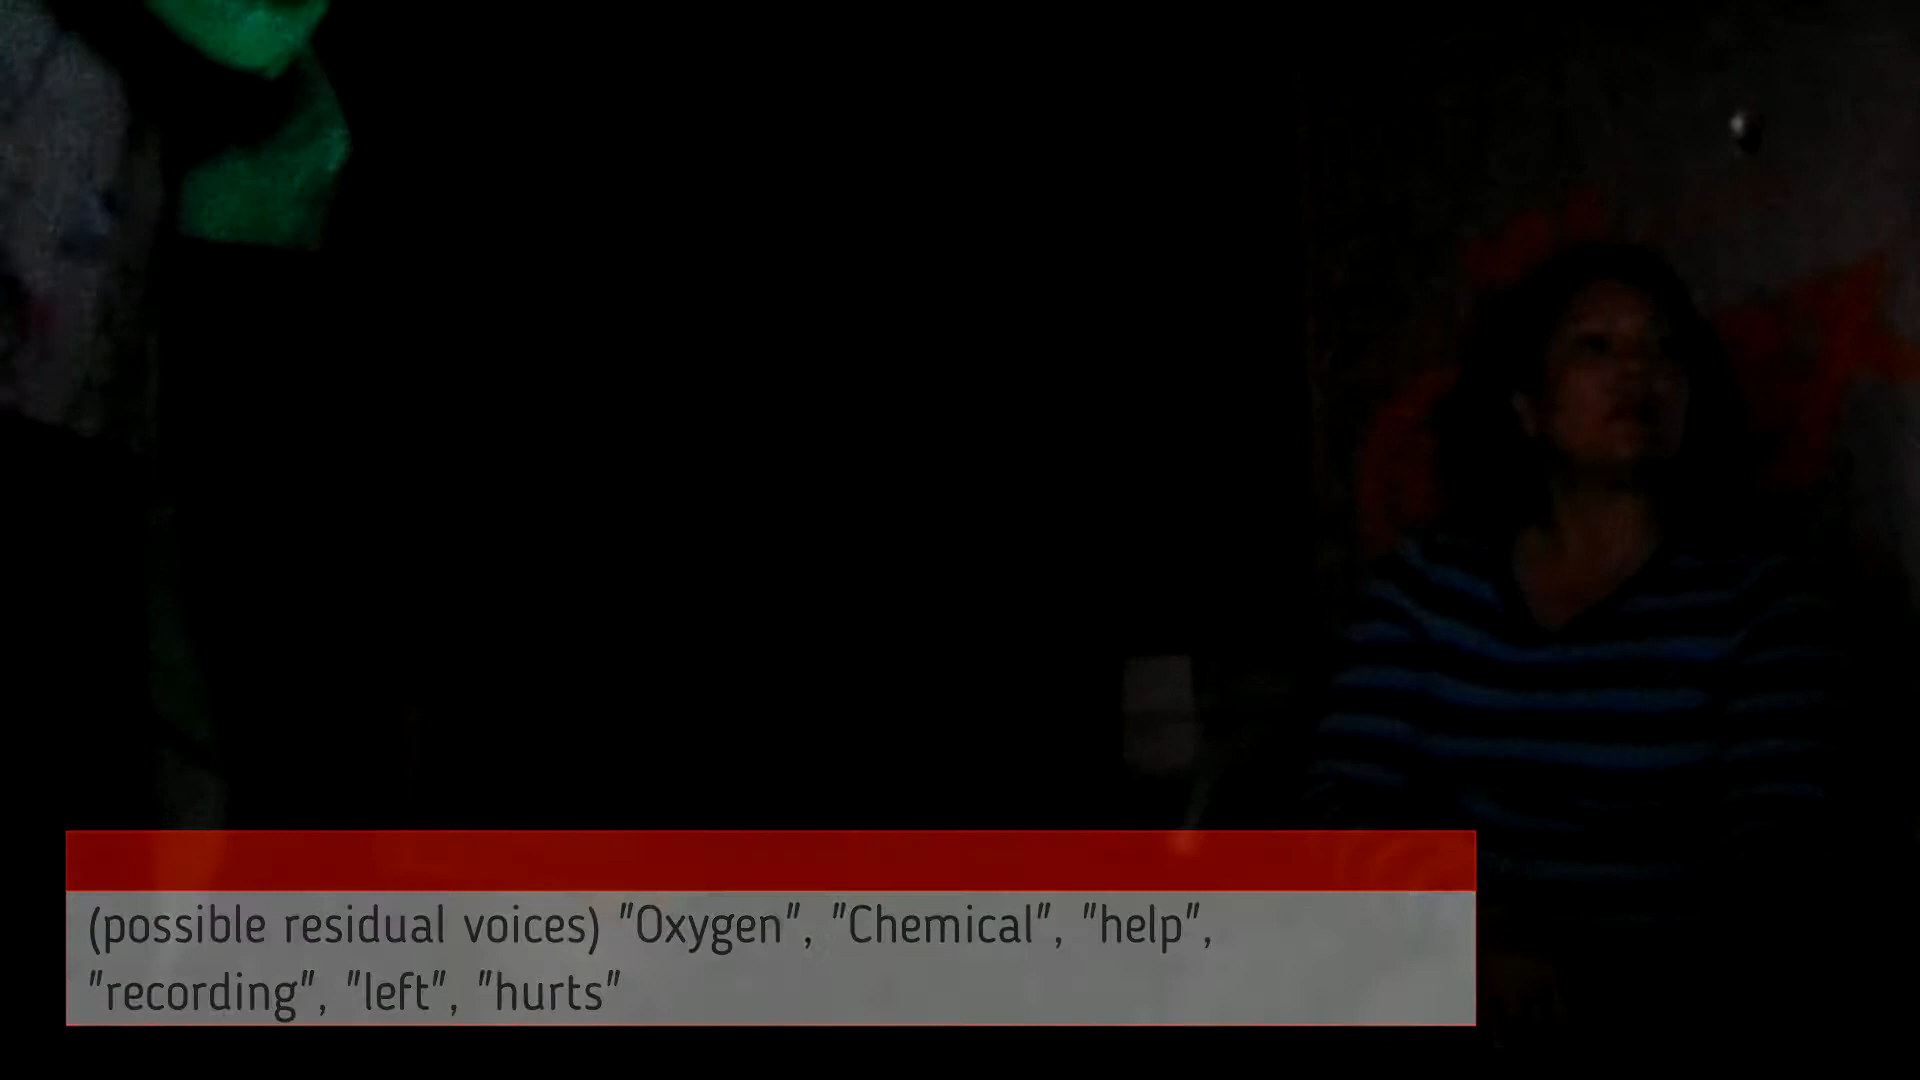 (possible residual voices) "Oxygen", "Chemical", "help",
"recording", "left", "hurts"